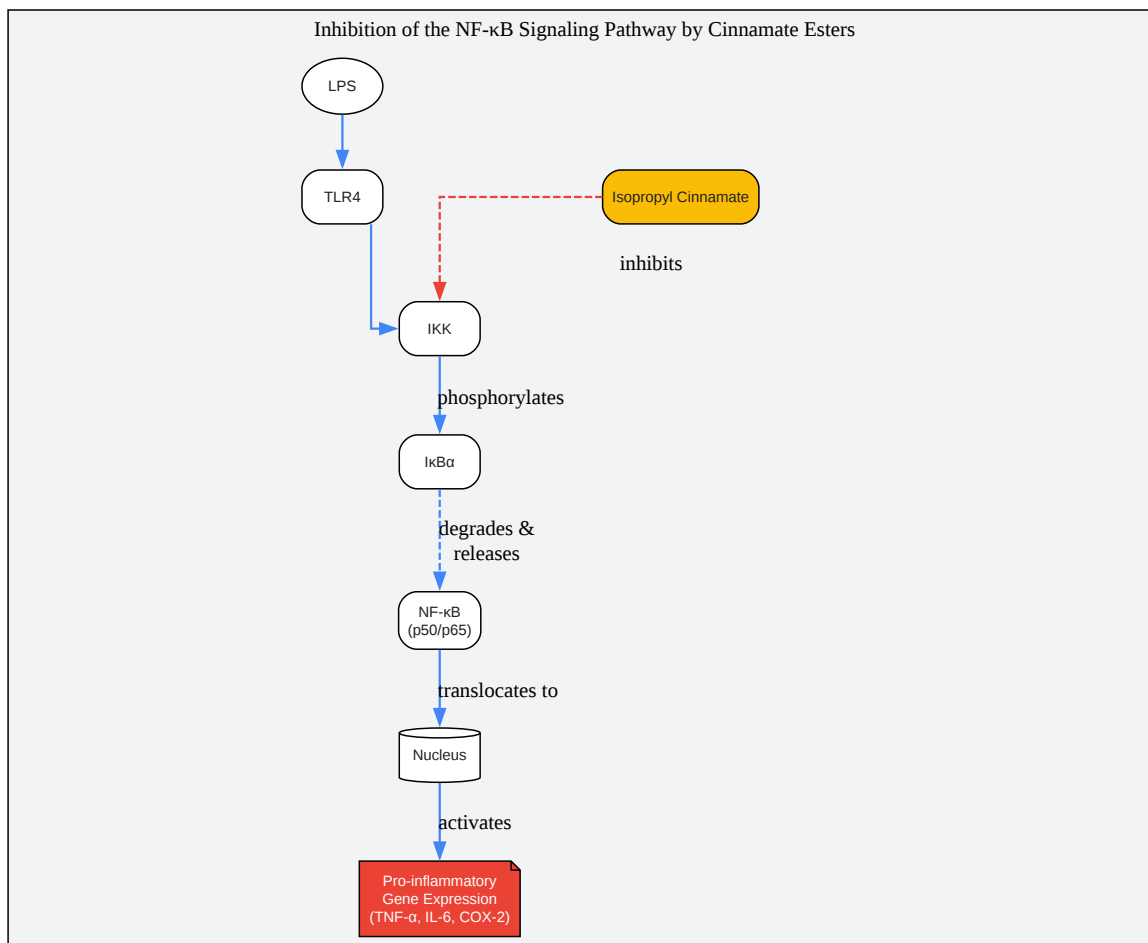 Inhibition of the NF-κB Signaling Pathway by Cinnamate Esters
LPS
TLR4
Isopropyl Cinnamate
inhibits
IKK
phosphorylates
IκBα
degrades &
releases
NF-κB
(p50/p65)
translocates to
Nucleus
activates
Pro-inflammatory
Gene Expression
(TNF-α, IL-6, COX-2)